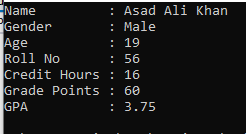 Name : Asad Ali Khan
Gender : Male
Age : 19
Roll No : 56
Credit Hours : 16
Grade Points : 60
GPA : 3.75